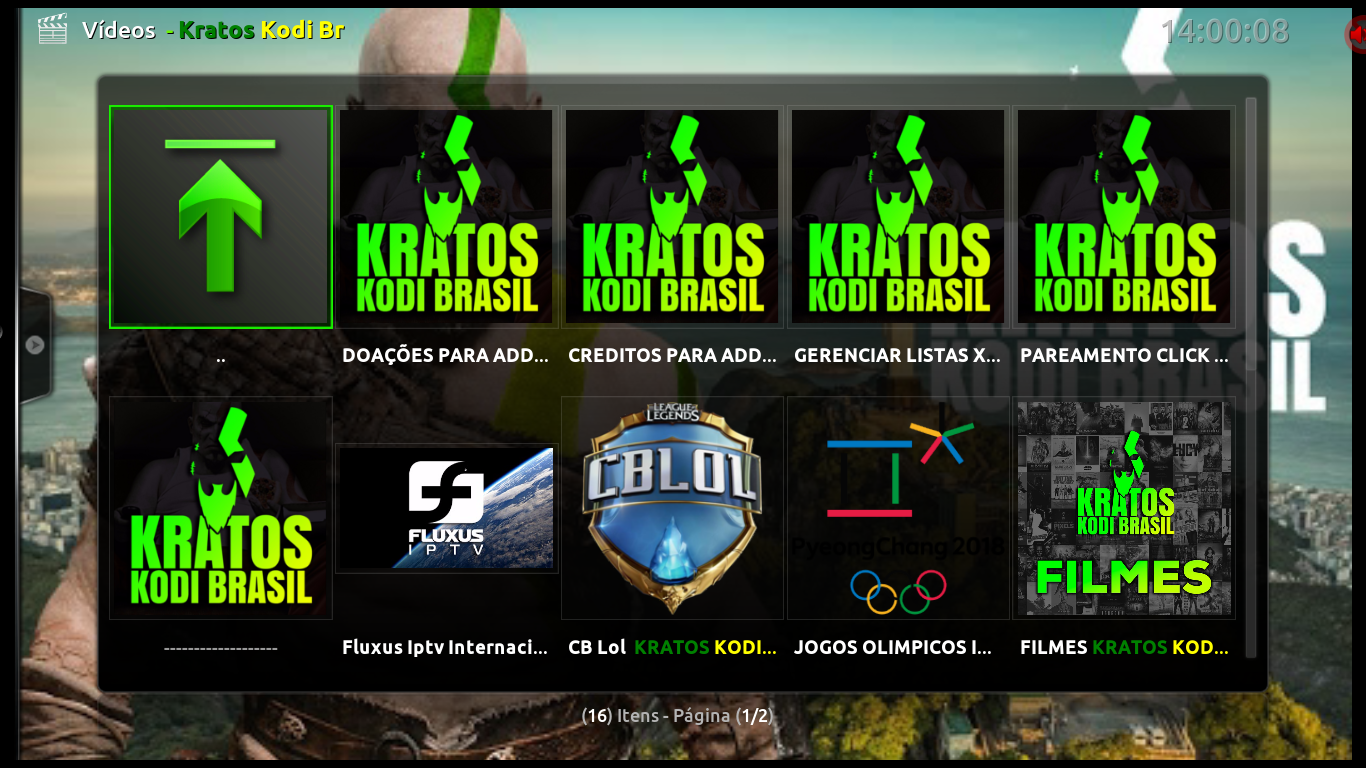 Vídeos - Kratos Kodi Br
14:00:08
KRATOS
KODI BRASIL
KRATOS
KODI BRASIL
KRATOS
KODI BRASIL
KRATOS
KODI BRASIL
..
DOAÇÕES PARA ADD...
CREDITOS PARA ADD...
GERENCIAR LISTAS X...
PAREAMENTO CLICK ...
KRATOS
KODI BRASIL
FLUXUS
IPTV
LEAGUE
LEGENDS
CBLOL
PyeongChang 2018
KRATOS
KODI BRASIL
FILMES
-------------------
Fluxus Iptv Internaci...
CB Lol KRATOS KODI...
JOGOS OLIMPICOS I...
FILMES KRATOS KOD...
(16) Itens - Página (1/2)